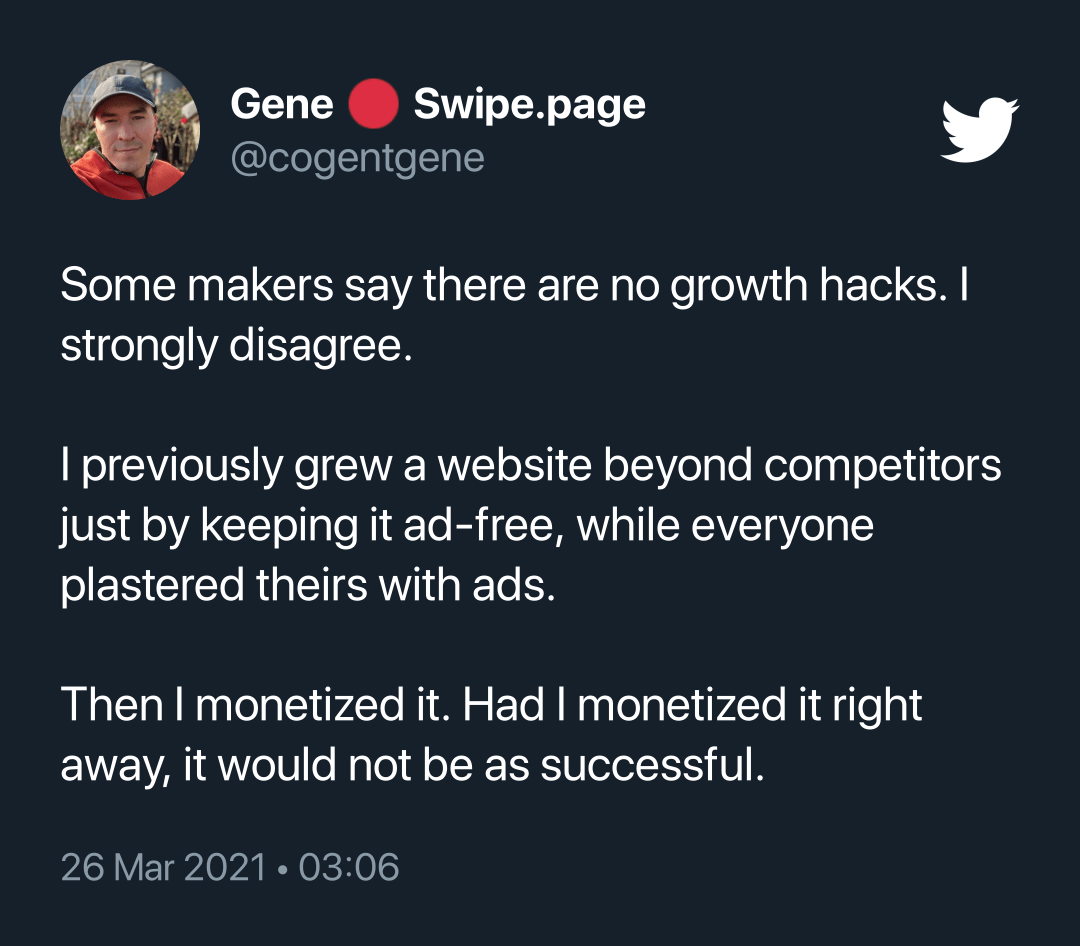 Gene 🔴 Swipe.page
@cogentgene
Some makers say there are no growth hacks. I
strongly disagree.
I previously grew a website beyond competitors
just by keeping it ad-free, while everyone
plastered theirs with ads.
Then I monetized it. Had I monetized it right
away, it would not be as successful.
26 Mar 2021 • 03:06